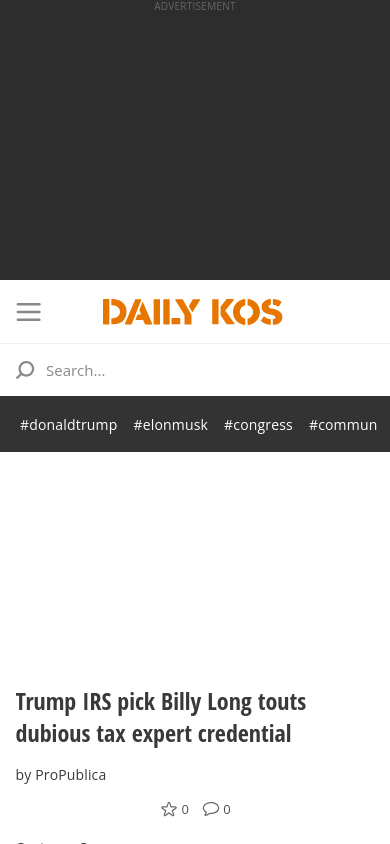 ADVERTISEMENT
DAILY KOS
Search...
#donaldtrump #elonmusk #congress #commun
Trump IRS pick Billy Long touts
dubious tax expert credential
by ProPublica
0 0